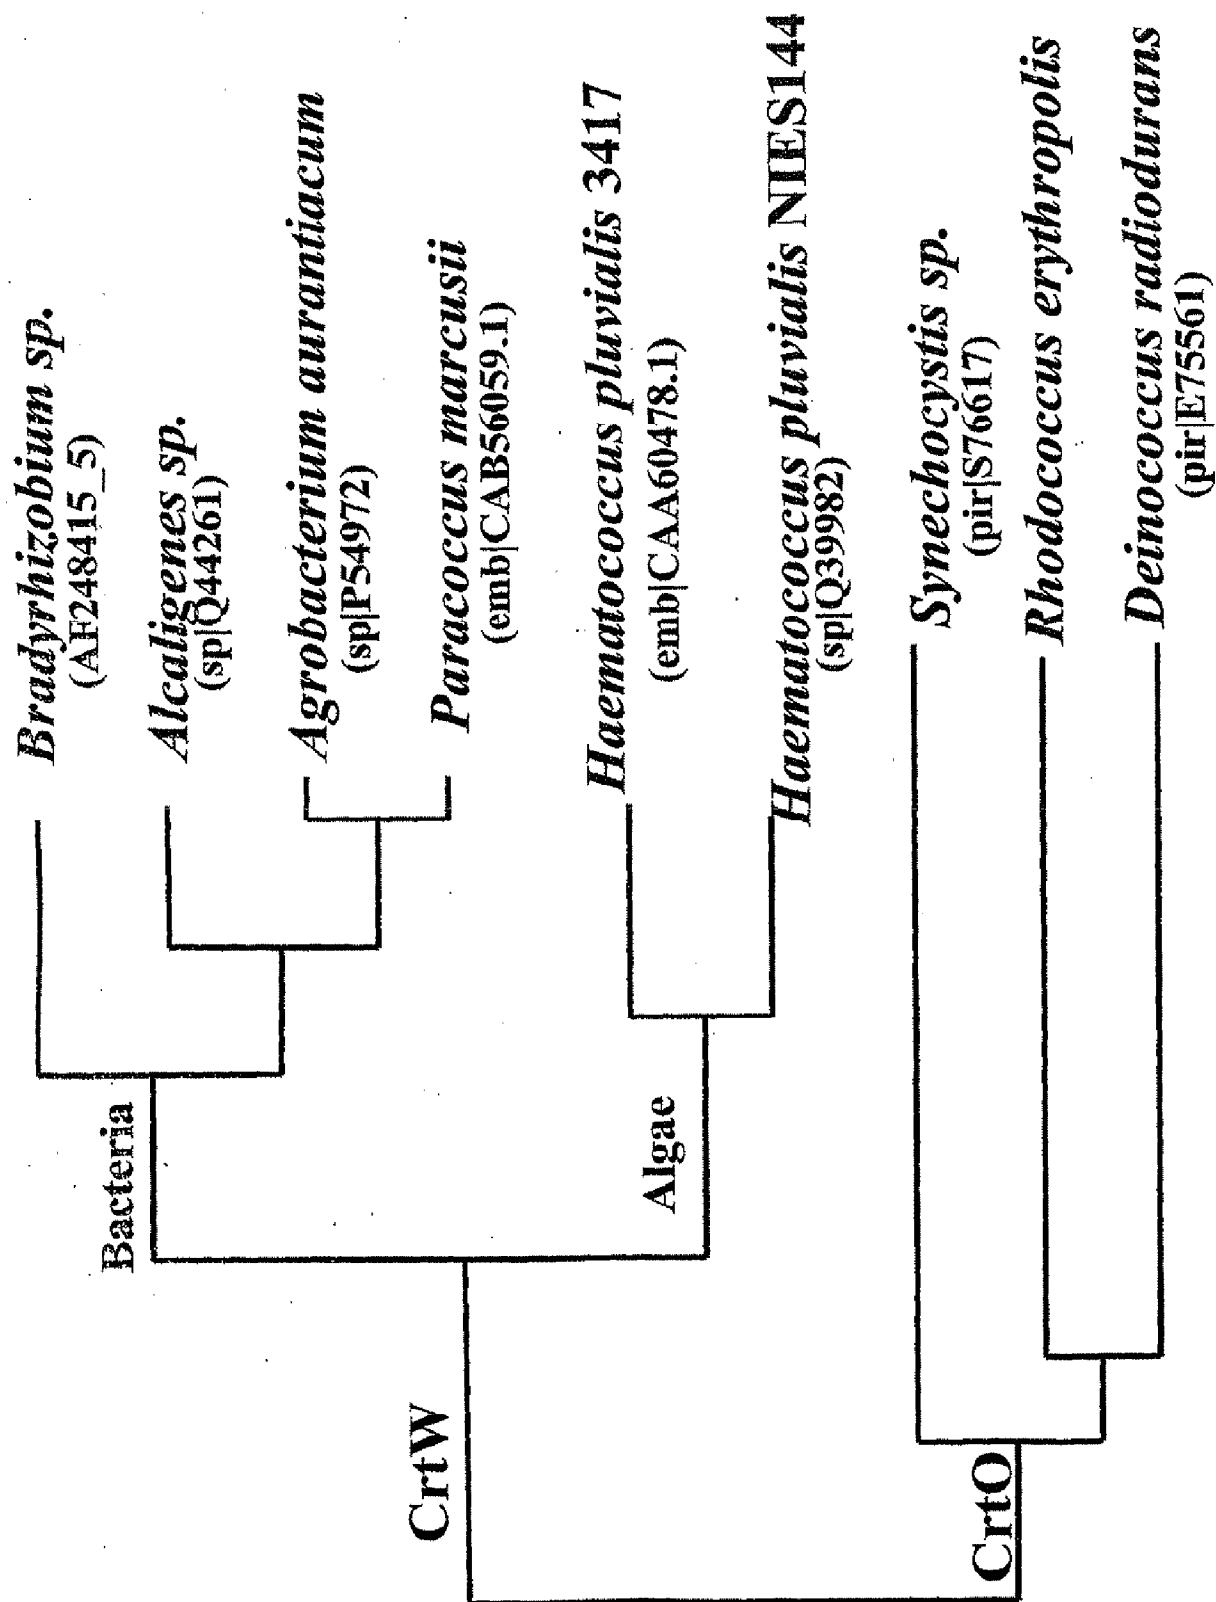 Bradyrhizobium sp.
(AF248415_5)
Alcaligenes sp.
(sp|Q44261)
Agrobacterium aurantiacum
(sp|P54972)
Paracoccus marcusii
(emb|CAB56059.1)
Haematococcus pluvialis 3417
(emb|CAA60478.1)
Haematococcus pluvialis NIES144
(sp|Q39982)
Synechocystis sp.
(pir|S76617)
Rhodococcus erythropolis
Deinococcus radiodurans
(pir|E75561)
Bacteria
Algae
CrtW
CrtO